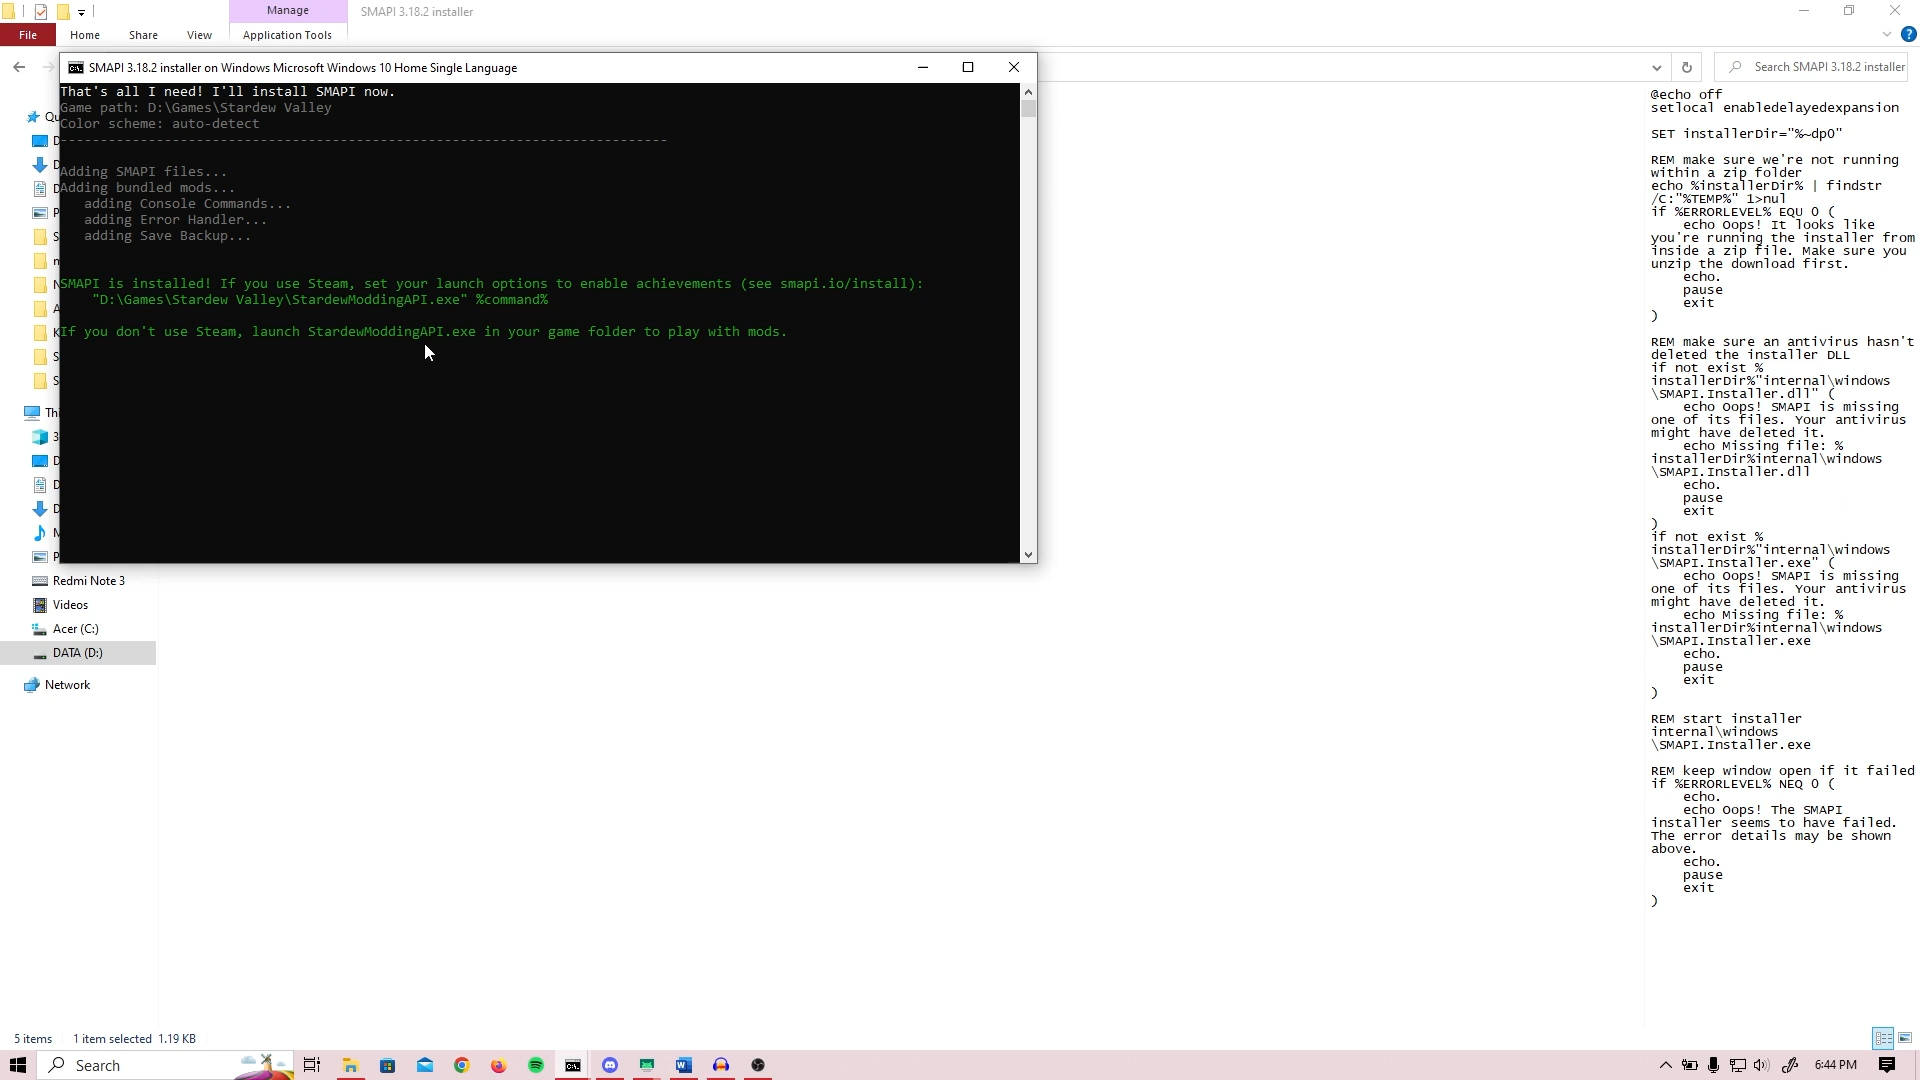 Manage
SMAPI 3.18.2 installer
File
Home
Share
View
Application Tools
SMAPI 3.18.2 installer on Windows Microsoft Windows 10 Home Single Language
Search SMAPI 3.18.2 installer
That's all I need! I'll install SMAPI now.
Game path: D:\Games\Stardew Valley
Color scheme: auto-detect
----------------------------------------------------------------------------
Adding SMAPI files...
Adding bundled mods...
adding Console Commands...
adding Error Handler...
adding Save Backup...
SMAPI is installed! If you use Steam, set your launch options to enable achievements (see smapi.io/install):
"D:\Games\Stardew Valley\StardewModdingAPI.exe" %command%
If you don't use Steam, launch StardewModdingAPI.exe in your game folder to play with mods.
Redmi Note 3
Videos
Acer (C:)
DATA (D:)
Network
@echo off
setlocal enabledelayedexpansion
SET installerDir="%~dp0"
REM make sure we're not running
within a zip folder
echo %installerDir% | findstr
/C:"%TEMP%" 1>nul
if %ERRORLEVEL% EQU 0 (
echo Oops! It looks like
you're running the installer from
inside a zip file. Make sure you
unzip the download first.
echo.
pause
exit
)
REM make sure an antivirus hasn't
deleted the installer DLL
if not exist %
installerDir%"internal\windows
\SMAPI.Installer.dll" (
echo Oops! SMAPI is missing
one of its files. Your antivirus
might have deleted it.
echo Missing file: %
installerDir%internal\windows
\SMAPI.Installer.dll
echo.
pause
exit
)
if not exist %
installerDir%"internal\windows
\SMAPI.Installer.exe" (
echo Oops! SMAPI is missing
one of its files. Your antivirus
might have deleted it.
echo Missing file: %
installerDir%internal\windows
\SMAPI.Installer.exe
echo.
pause
exit
)
REM start installer
internal\windows
\SMAPI.Installer.exe
REM keep window open if it failed
if %ERRORLEVEL% NEQ 0 (
echo.
echo Oops! The SMAPI
installer seems to have failed.
The error details may be shown
above.
echo.
pause
exit
)
5 items
1 item selected 1.19 KB
Search
6:44 PM